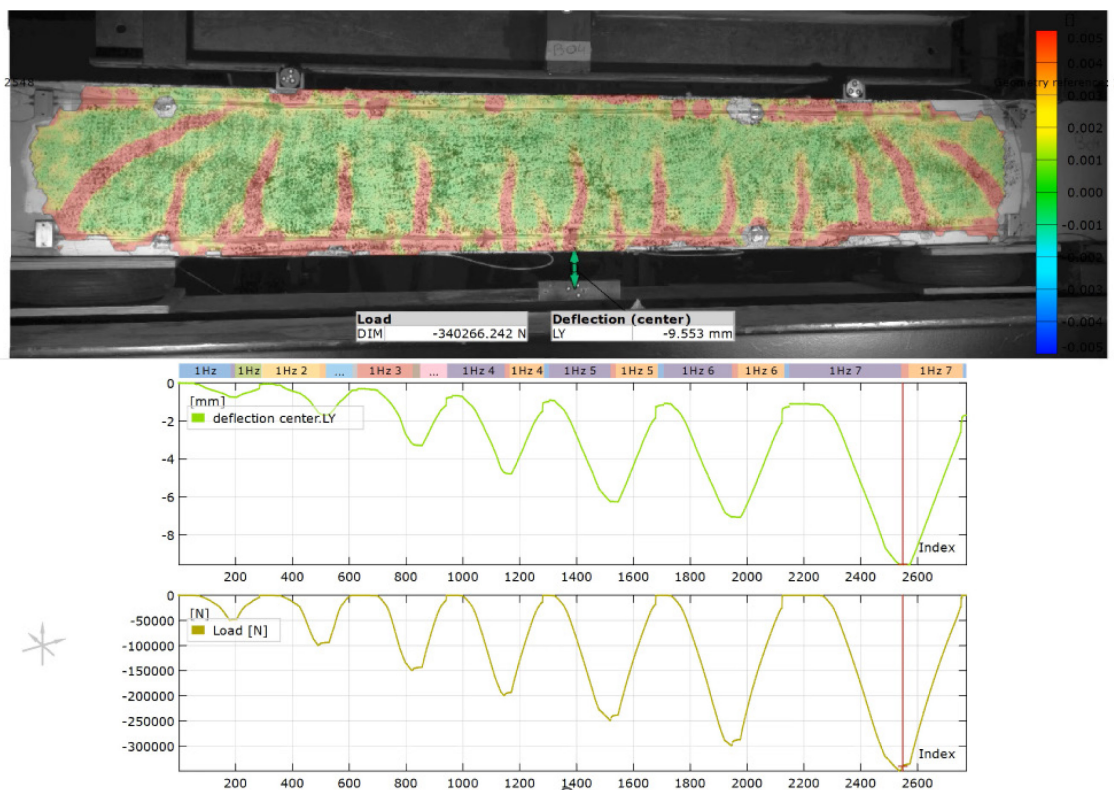 []
0.005
0.004
2548
Geometry reference:
0.003
0.002
0.001
0.000
-0.001
0.003
-0.004
-0.005
Load
DIM -340266.242 N
Deflection (center)
LY -9.553 mm
1Hz 1Hz 1Hz 2 ... 1Hz 3 ... 1Hz 4 1Hz 4 1Hz 5 1Hz 5 1Hz 6 1Hz 6 1Hz 7 1Hz 7
0
[mm]
deflection center.LY
-2
-4
-6
-8
Index
200 400 600 800 1000 1200 1400 1600 1800 2000 2200 2400 2600
0
[N]
Load [N]
-50000
-100000
-150000
-200000
-250000
-300000
Index
200 400 600 800 1000 1200 1400 1600 1800 2000 2200 2400 2600